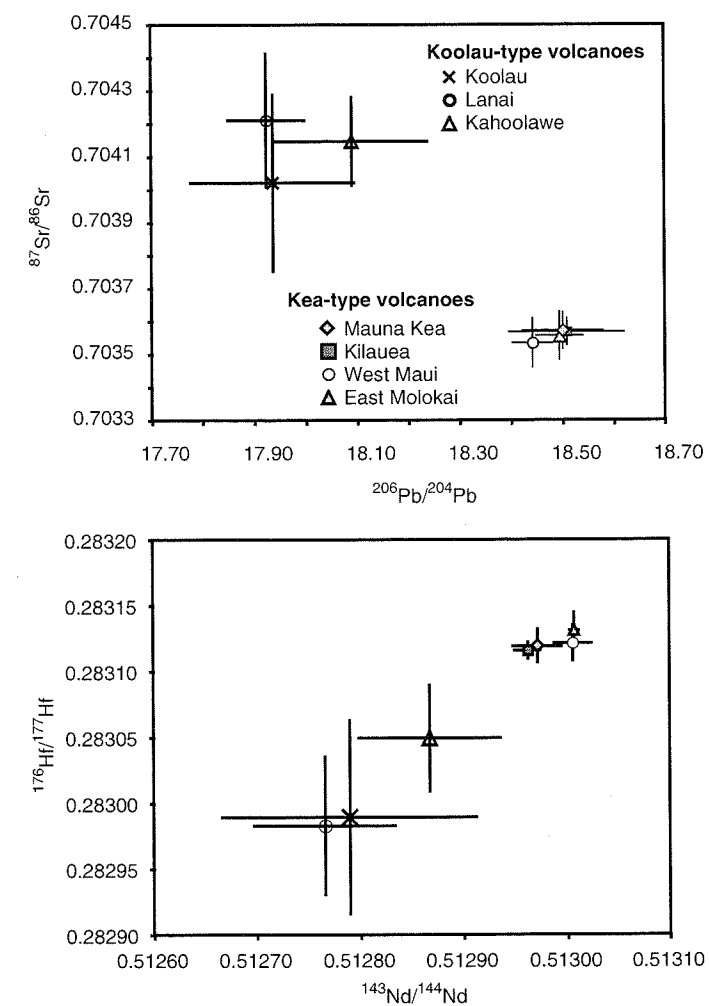 0.7045
0.7043
0.7041
0.7039
0.7037
0.7035
0.7033
87Sr/86Sr
Koolau-type volcanoes
Koolau
Lanai
Kahoolawe
Kea-type volcanoes
Mauna Kea
Kilauea
West Maui
East Molokai
17.70 17.90 18.10 18.30 18.50 18.70
206Pb/204Pb
0.28320
0.28315
0.28310
0.28305
0.28300
0.28295
0.28290
176Hf/177Hf
0.51260 0.51270 0.51280 0.51290 0.51300 0.51310
143Nd/144Nd